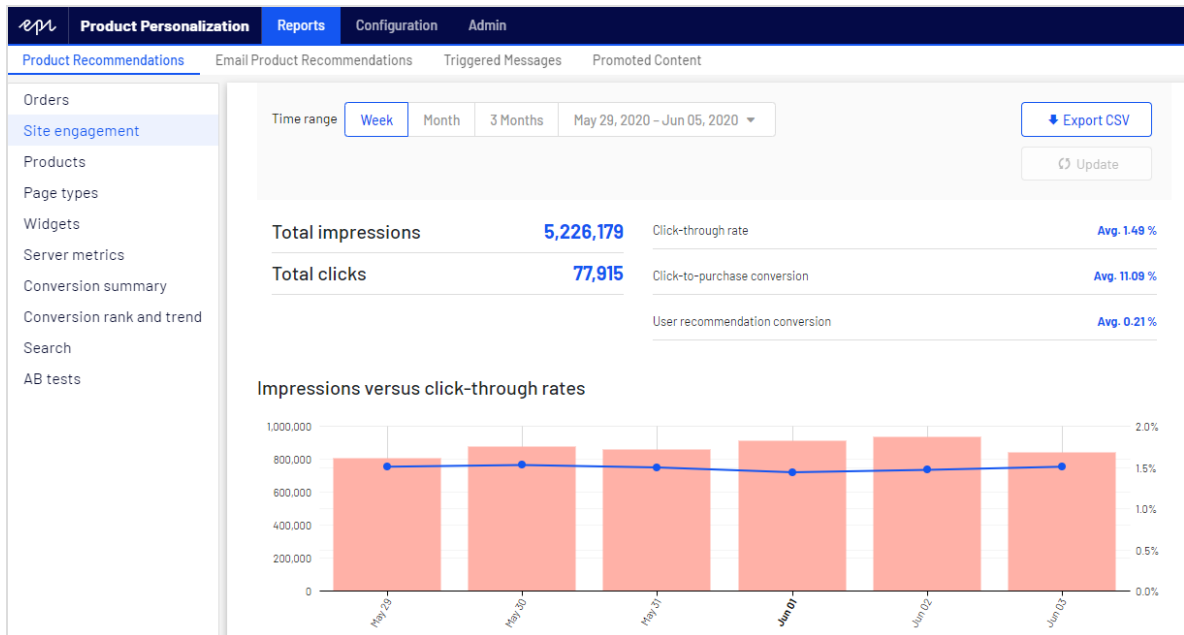 epi Product Personalization Reports Configuration Admin
Product Recommendations Email Product Recommendations Triggered Messages Promoted Content
Orders
Site engagement
Products
Page types
Widgets
Server metrics
Conversion summary
Conversion rank and trend
Search
AB tests
Time range Week Month 3 Months May 29, 2020 – Jun 05, 2020
Export CSV
Update
Total impressions 5,226,179
Total clicks 77,915
Click-through rate Avg. 1.49 %
Click-to-purchase conversion Avg. 11.09 %
User recommendation conversion Avg. 0.21 %
Impressions versus click-through rates
1,000,000 2.0%
800,000 1.5%
600,000 1.0%
400,000 0.5%
200,000
0 0.0%
May 29 May 30 May 31 Jun 01 Jun 02 Jun 03